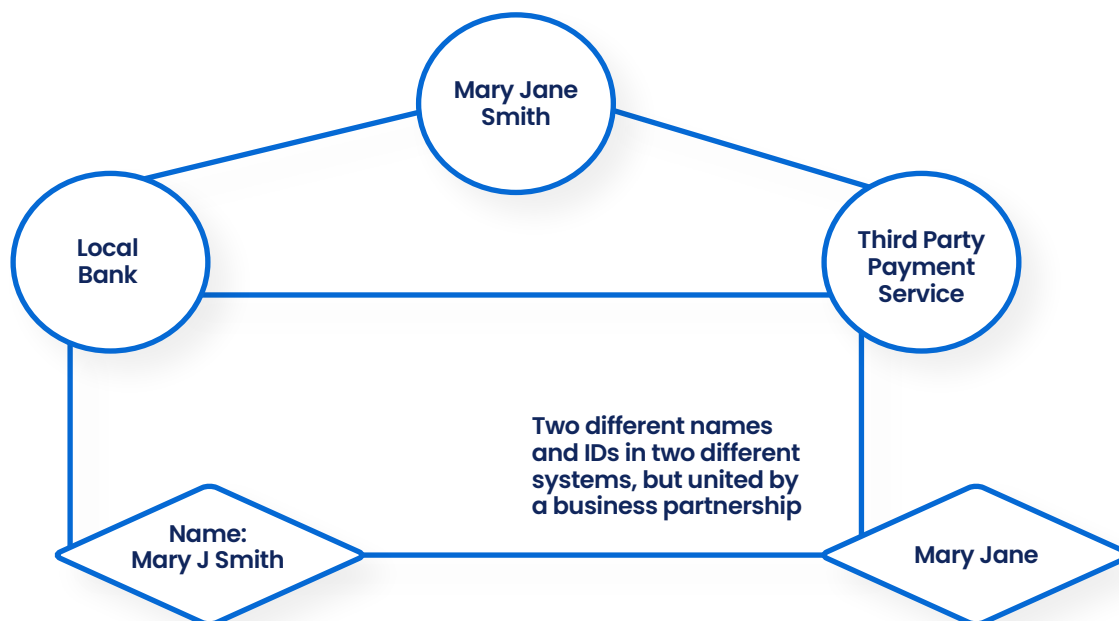 Mary Jane
Smith
Local
Bank
Third Party
Payment
Service
Two different names
and IDs in two different
systems, but united by
a business partnership
Name:
Mary J Smith
Mary Jane